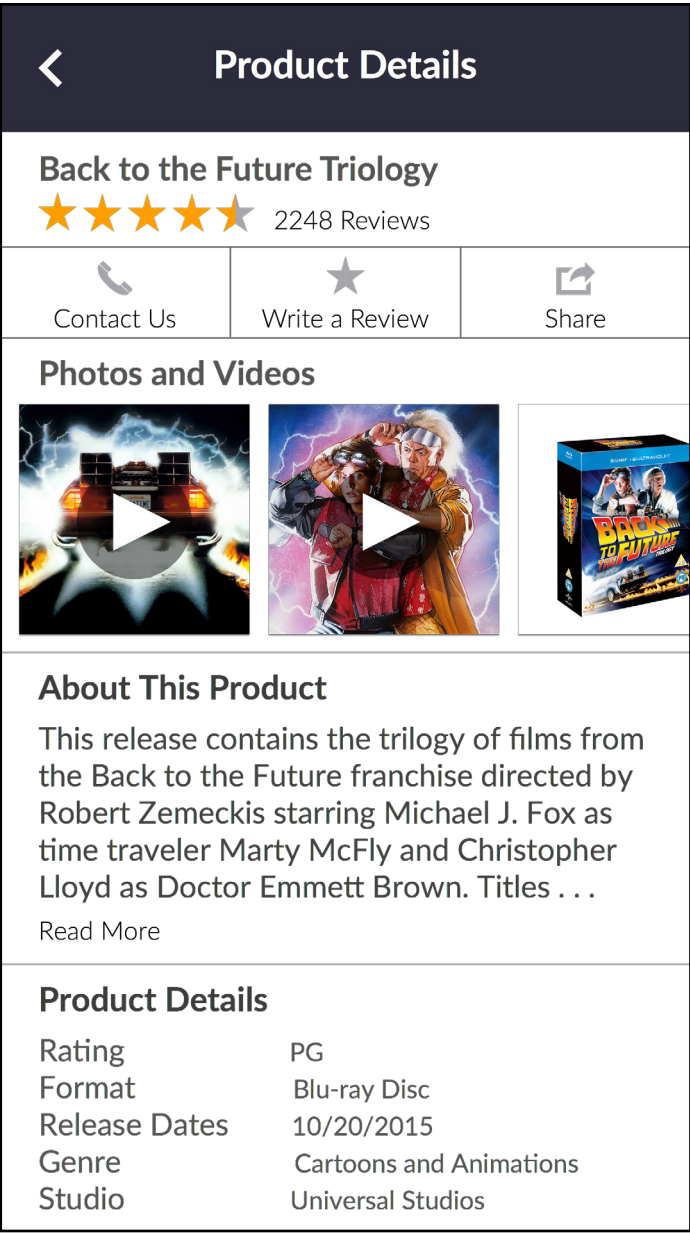 Product Details
Back to the Future Triology
2248 Reviews
Contact Us
Write a Review
Share
Photos and Videos
BACK
TO THE FUTURE
TRILOGY
About This Product
This release contains the trilogy of films from
the Back to the Future franchise directed by
Robert Zemeckis starring Michael J. Fox as
time traveler Marty McFly and Christopher
Lloyd as Doctor Emmett Brown. Titles . . .
Read More
Product Details
Rating PG
Format Blu-ray Disc
Release Dates 10/20/2015
Genre Cartoons and Animations
Studio Universal Studios